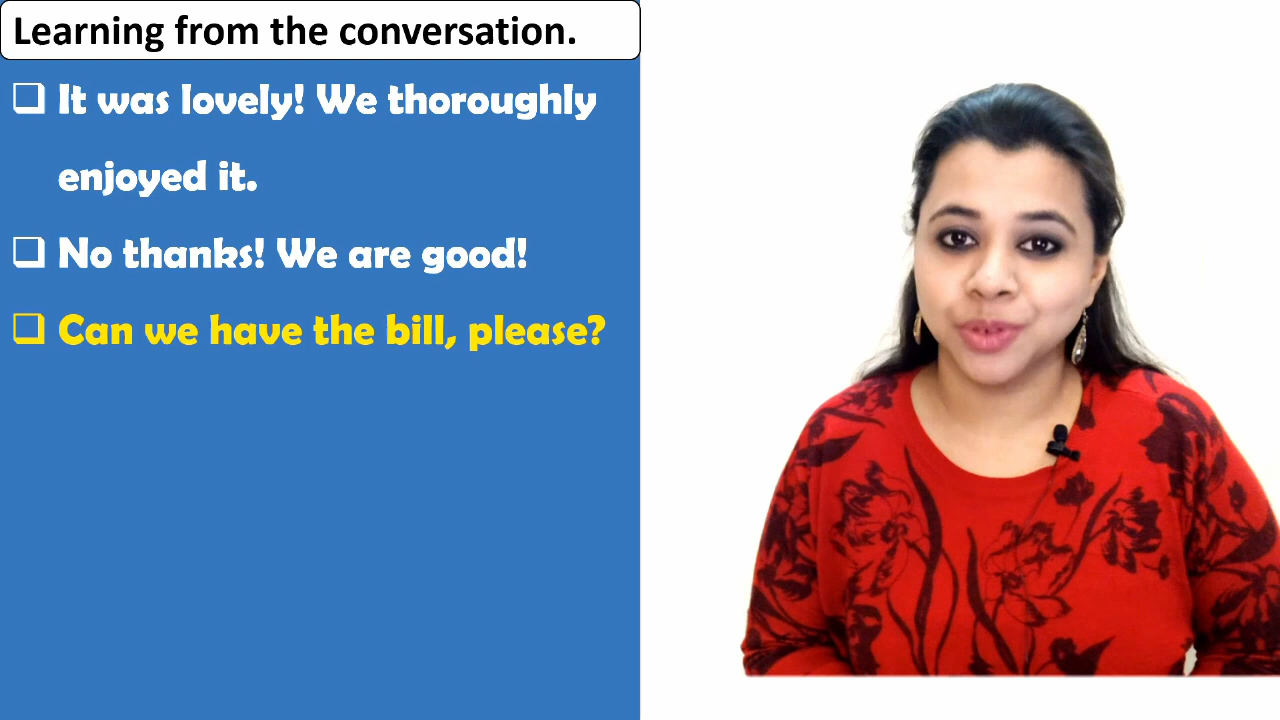 Learning from the conversation.
It was lovely! We thoroughly
enjoyed it.
No thanks! We are good!
Can we have the bill, please?